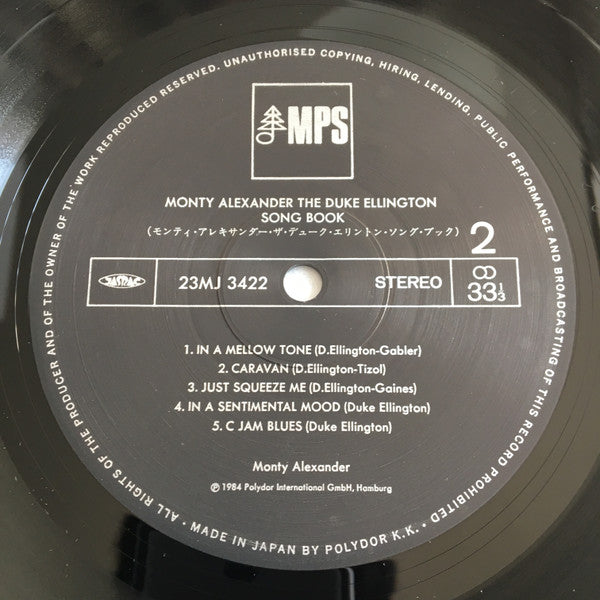 ALL RIGHTS OF THE PRODUCER AND OF THE OWNER OF THE WORK REPRODUCED RESERVED. UNAUTHORISED COPYING, HIRING, LENDING, PUBLIC PERFORMANCE AND BROADCASTING OF THIS RECORD PROHIBITED
MPS
MONTY ALEXANDER THE DUKE ELLINGTON
SONG BOOK
(モンティ・アレキサンダー・ザ・デューク・エリントン・ソング・ブック)
2
JASRAC
23MJ 3422
STEREO
33⅓
1. IN A MELLOW TONE (D.Ellington-Gabler)
2. CARAVAN (D.Ellington-Tizol)
3. JUST SQUEEZE ME (D.Ellington-Gaines)
4. IN A SENTIMENTAL MOOD (Duke Ellington)
5. C JAM BLUES (Duke Ellington)
Monty Alexander
℗ 1984 Polydor International GmbH, Hamburg
• MADE IN JAPAN BY POLYDOR K.K. •